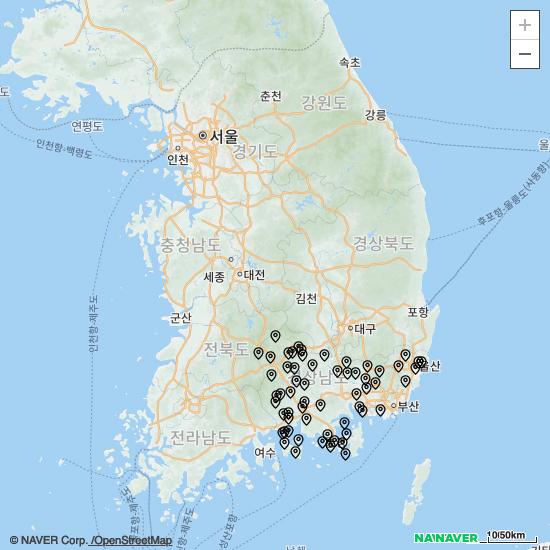 +
−
속초
춘천
강원도
강릉
도
연평도
서울
인천
경기도
울
인천항-백령도
후포항-울릉도(사동항)
충청남도
경상북도
세종
대전
김천
포항
인천항-제주도
군산
대구
전북도
울산
상남도
부산
전라남도
여수
© NAVER Corp. /OpenStreetMap
NAVER
10/50km